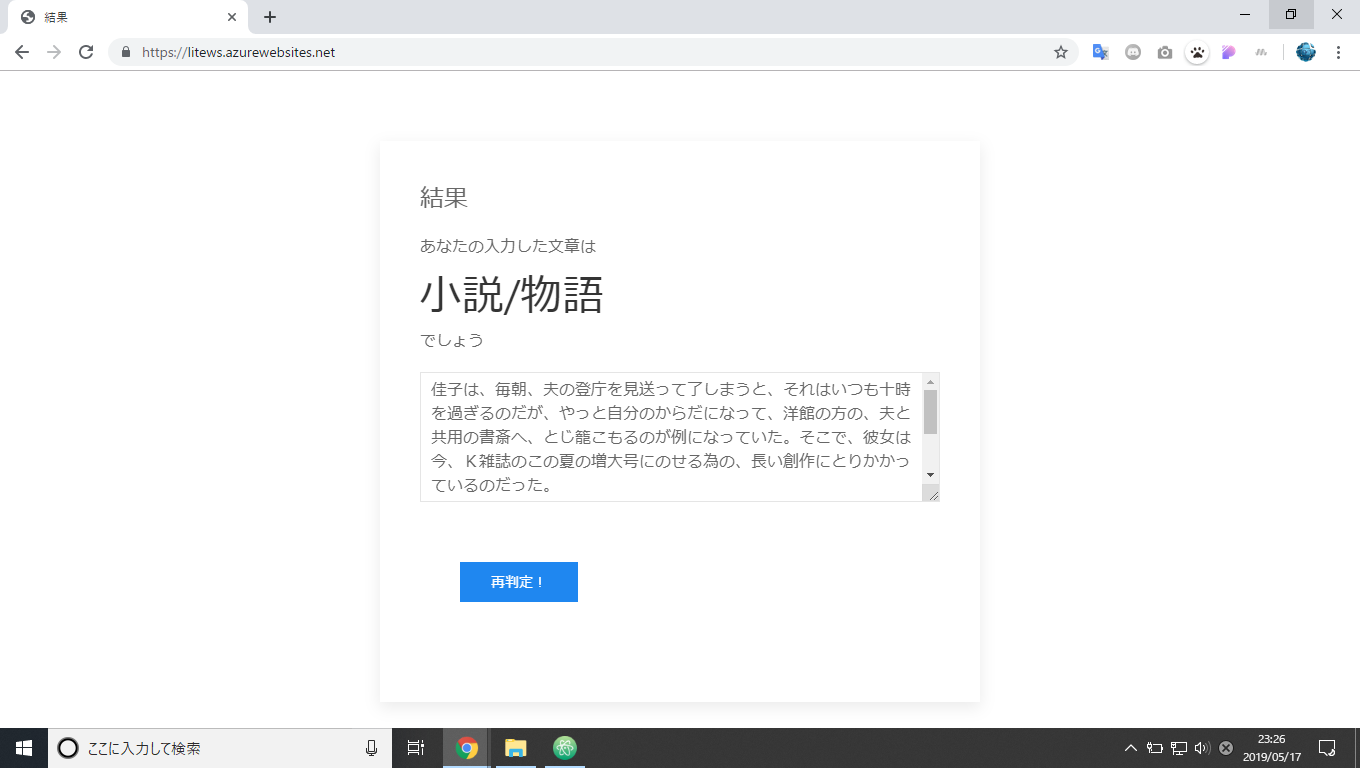 結果
https://litews.azurewebsites.net
結果
あなたの入力した文章は
小説/物語
でしょう
佳子は、毎朝、夫の登庁を見送って了しまうと、それはいつも十時
を過ぎるのだが、やっと自分のからだになって、洋館の方の、夫と
共用の書斎へ、とじ籠こもるのが例になっていた。そこで、彼女は
今、Ｋ雑誌のこの夏の増大号にのせる為の、長い創作にとりかかっ
ているのだった。
再判定！
ここに入力して検索
23:26
2019/05/17